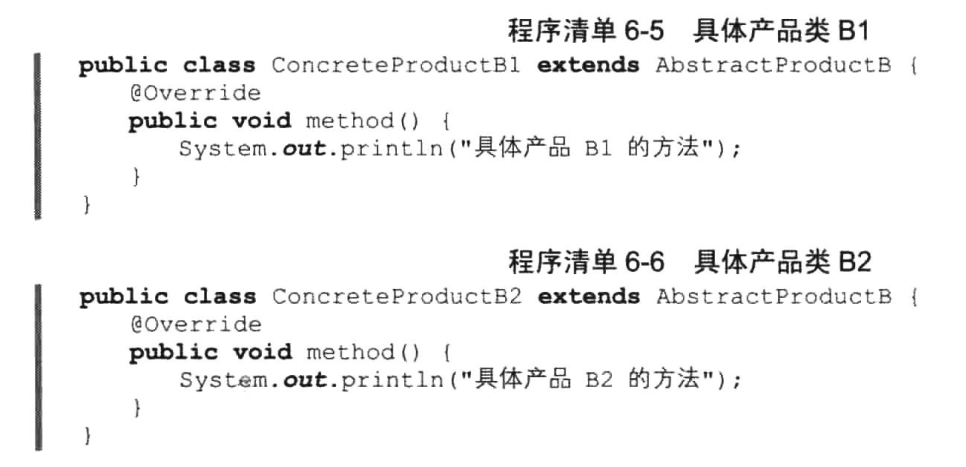 程序清单 6-5 具体产品类 B1
public class ConcreteProductB1 extends AbstractProductB {
@Override
public void method() {
System.out.println("具体产品 B1 的方法");
}
}
程序清单 6-6 具体产品类 B2
public class ConcreteProductB2 extends AbstractProductB {
@Override
public void method() {
System.out.println("具体产品 B2 的方法");
}
}